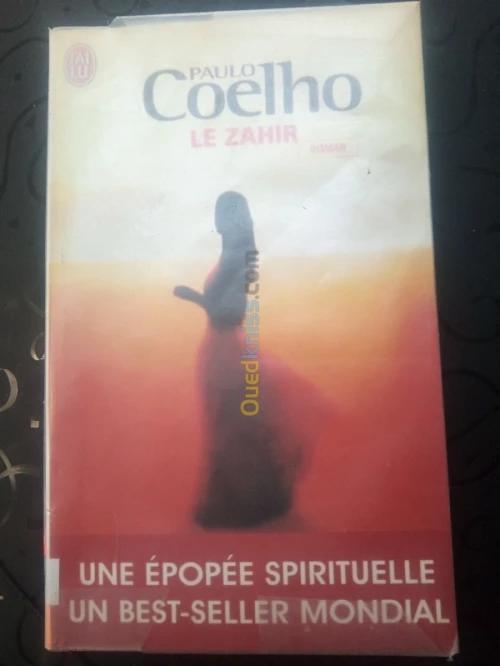 J'AI
LU
PAULO
Coelho
LE ZAHIR
ROMAN
Ouedkniss.com
UNE ÉPOPÉE SPIRITUELLE
UN BEST-SELLER MONDIAL